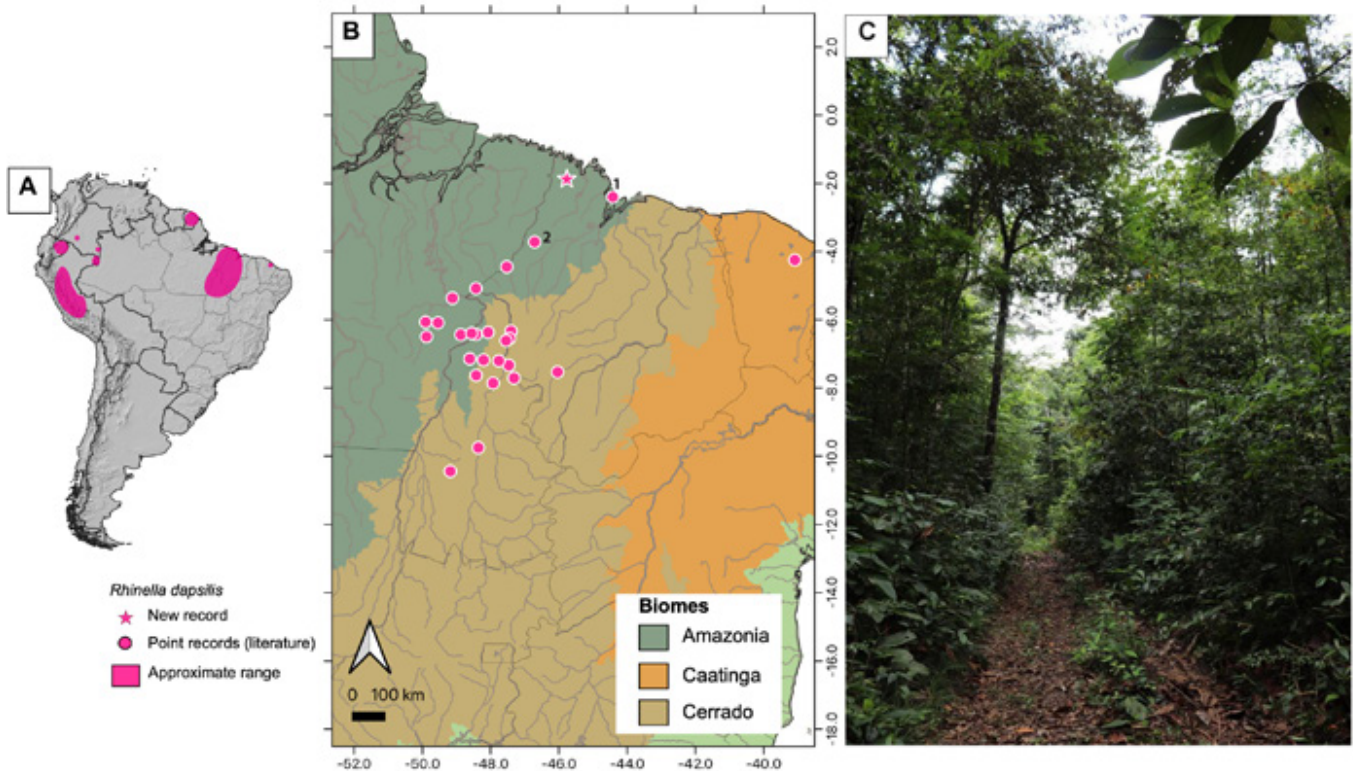 A
Rhinella dapsilis
New record
Point records (literature)
Approximate range
B
1
2
2.0
0.0
-2.0
-4.0
-6.0
-8.0
-10.0
-12.0
-14.0
-16.0
-18.0
Biomes
Amazonia
Caatinga
Cerrado
0 100 km
-52.0
-50.0
-48.0
-46.0
-44.0
-42.0
-40.0
C